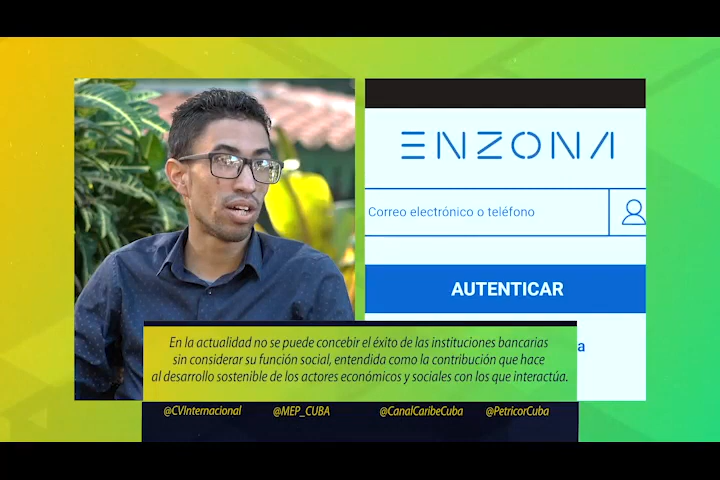 ENZONA
Correo electrónico o teléfono
AUTENTICAR
a
En la actualidad no se puede concebir el éxito de las instituciones bancarias
sin considerar su función social, entendida como la contribución que hace
al desarrollo sostenible de los actores económicos y sociales con los que interactúa.
@CVInternacional @MEP_CUBA @CanalCaribeCuba @PetricorCuba